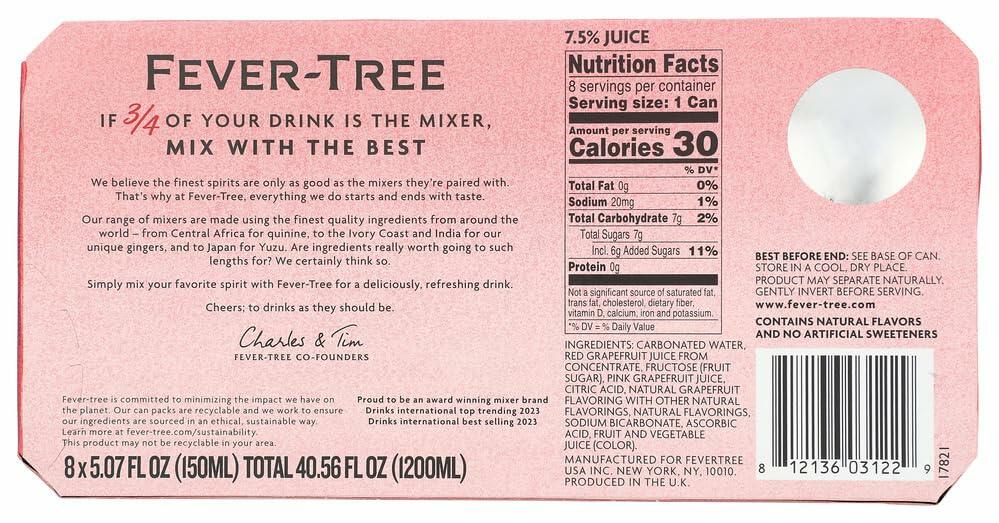 FEVER-TREE
IF 3/4 OF YOUR DRINK IS THE MIXER,
MIX WITH THE BEST
We believe the finest spirits are only as good as the mixers they're paired with.
That's why at Fever-Tree, everything we do starts and ends with taste.
Our range of mixers are made using the finest quality ingredients from around the
world – from Central Africa for quinine, to the Ivory Coast and India for our
unique gingers, and to Japan for Yuzu. Are ingredients really worth going to such
lengths for? We certainly think so.
Simply mix your favorite spirit with Fever-Tree for a deliciously, refreshing drink.
Cheers; to drinks as they should be.
Charles & Tim
FEVER-TREE CO-FOUNDERS
Fever-tree is committed to minimizing the impact we have on
the planet. Our can packs are recyclable and we work to ensure
our ingredients are sourced in an ethical, sustainable way.
Learn more at fever-tree.com/sustainability.
This product may not be recyclable in your area.
Proud to be an award winning mixer brand
Drinks international top trending 2023
Drinks international best selling 2023
8 x 5.07 FL OZ (150ML) TOTAL 40.56 FL OZ (1200ML)
7.5% JUICE
Nutrition Facts
8 servings per container
Serving size: 1 Can
Amount per serving
Calories 30
% DV*
Total Fat 0g 0%
Sodium 20mg 1%
Total Carbohydrate 7g 2%
Total Sugars 7g
Incl. 6g Added Sugars 11%
Protein 0g
Not a significant source of saturated fat,
trans fat, cholesterol, dietary fiber,
vitamin D, calcium, iron and potassium.
*% DV = % Daily Value
INGREDIENTS: CARBONATED WATER,
RED GRAPEFRUIT JUICE FROM
CONCENTRATE, FRUCTOSE (FRUIT
SUGAR), PINK GRAPEFRUIT JUICE,
CITRIC ACID, NATURAL GRAPEFRUIT
FLAVORING WITH OTHER NATURAL
FLAVORINGS, NATURAL FLAVORINGS,
SODIUM BICARBONATE, ASCORBIC
ACID, FRUIT AND VEGETABLE
JUICE (COLOR).
MANUFACTURED FOR FEVERTREE
USA INC. NEW YORK, NY, 10010.
PRODUCED IN THE U.K.
BEST BEFORE END: SEE BASE OF CAN.
STORE IN A COOL, DRY PLACE.
PRODUCT MAY SEPARATE NATURALLY.
GENTLY INVERT BEFORE SERVING.
www.fever-tree.com
CONTAINS NATURAL FLAVORS
AND NO ARTIFICIAL SWEETENERS
8 12136 03122 9
17821